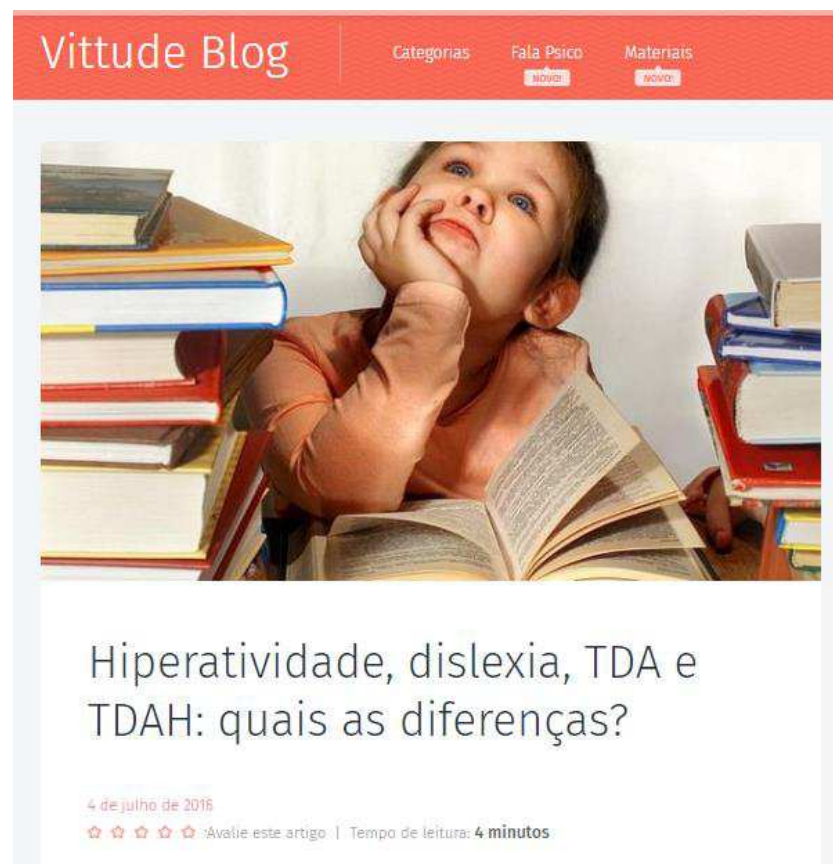 Vittude Blog
Categorias
Fala Psico
Materiais
NOVO!
NOVO!
Hiperatividade, dislexia, TDA e
TDAH: quais as diferenças?
4 de julho de 2016
Avalie este artigo | Tempo de leitura: 4 minutos